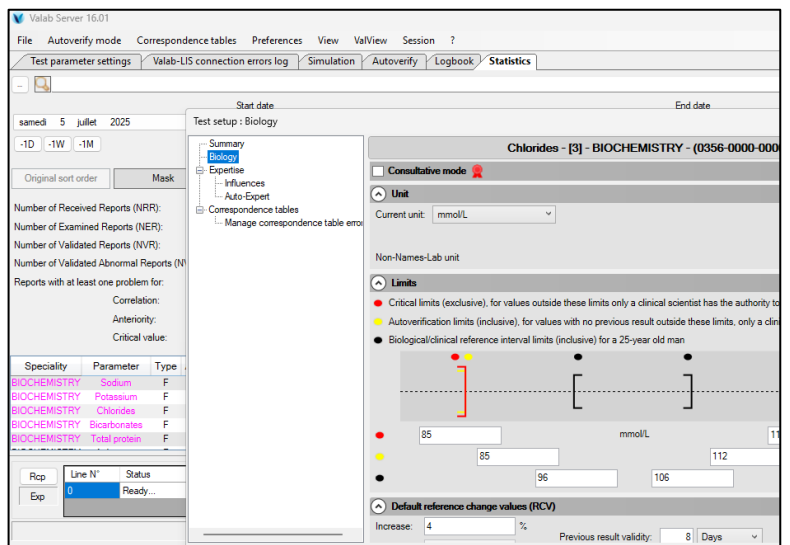 Valab Server 16.01
File Autoverify mode Correspondence tables Preferences View ValView Session ?
Test parameter settings Valab-LIS connection errors log Simulation Autoverify Logbook Statistics
...
Start date End date
samedi 5 juillet 2025
-1D -1W -1M
Original sort order Mask
Number of Received Reports (NRR):
Number of Examined Reports (NER):
Number of Validated Reports (NVR):
Number of Validated Abnormal Reports (N
Reports with at least one problem for:
Correlation:
Anteriority:
Critical value:
Speciality Parameter Type
BIOCHEMISTRY Sodium F
BIOCHEMISTRY Potassium F
BIOCHEMISTRY Chlorides F
BIOCHEMISTRY Bicarbonates F
BIOCHEMISTRY Total protein F
Rcp Exp
Line N° Status
0 Ready...
Test setup : Biology
Summary
Biology
Expertise
Influences
Auto-Expert
Correspondence tables
Manage correspondence table erro
Chlorides - [3] - BIOCHEMISTRY - (0356-0000-000
Consultative mode
Unit
Current unit: mmol/L
Non-Names-Lab unit
Limits
Critical limits (exclusive), for values outside these limits only a clinical scientist has the authority to
Autoverification limits (inclusive), for values with no previous result outside these limits, only a clin
Biological/clinical reference interval limits (inclusive) for a 25-year old man
85 mmol/L 11
85 112
96 106
Default reference change values (RCV)
Increase: 4 %
Previous result validity: 8 Days